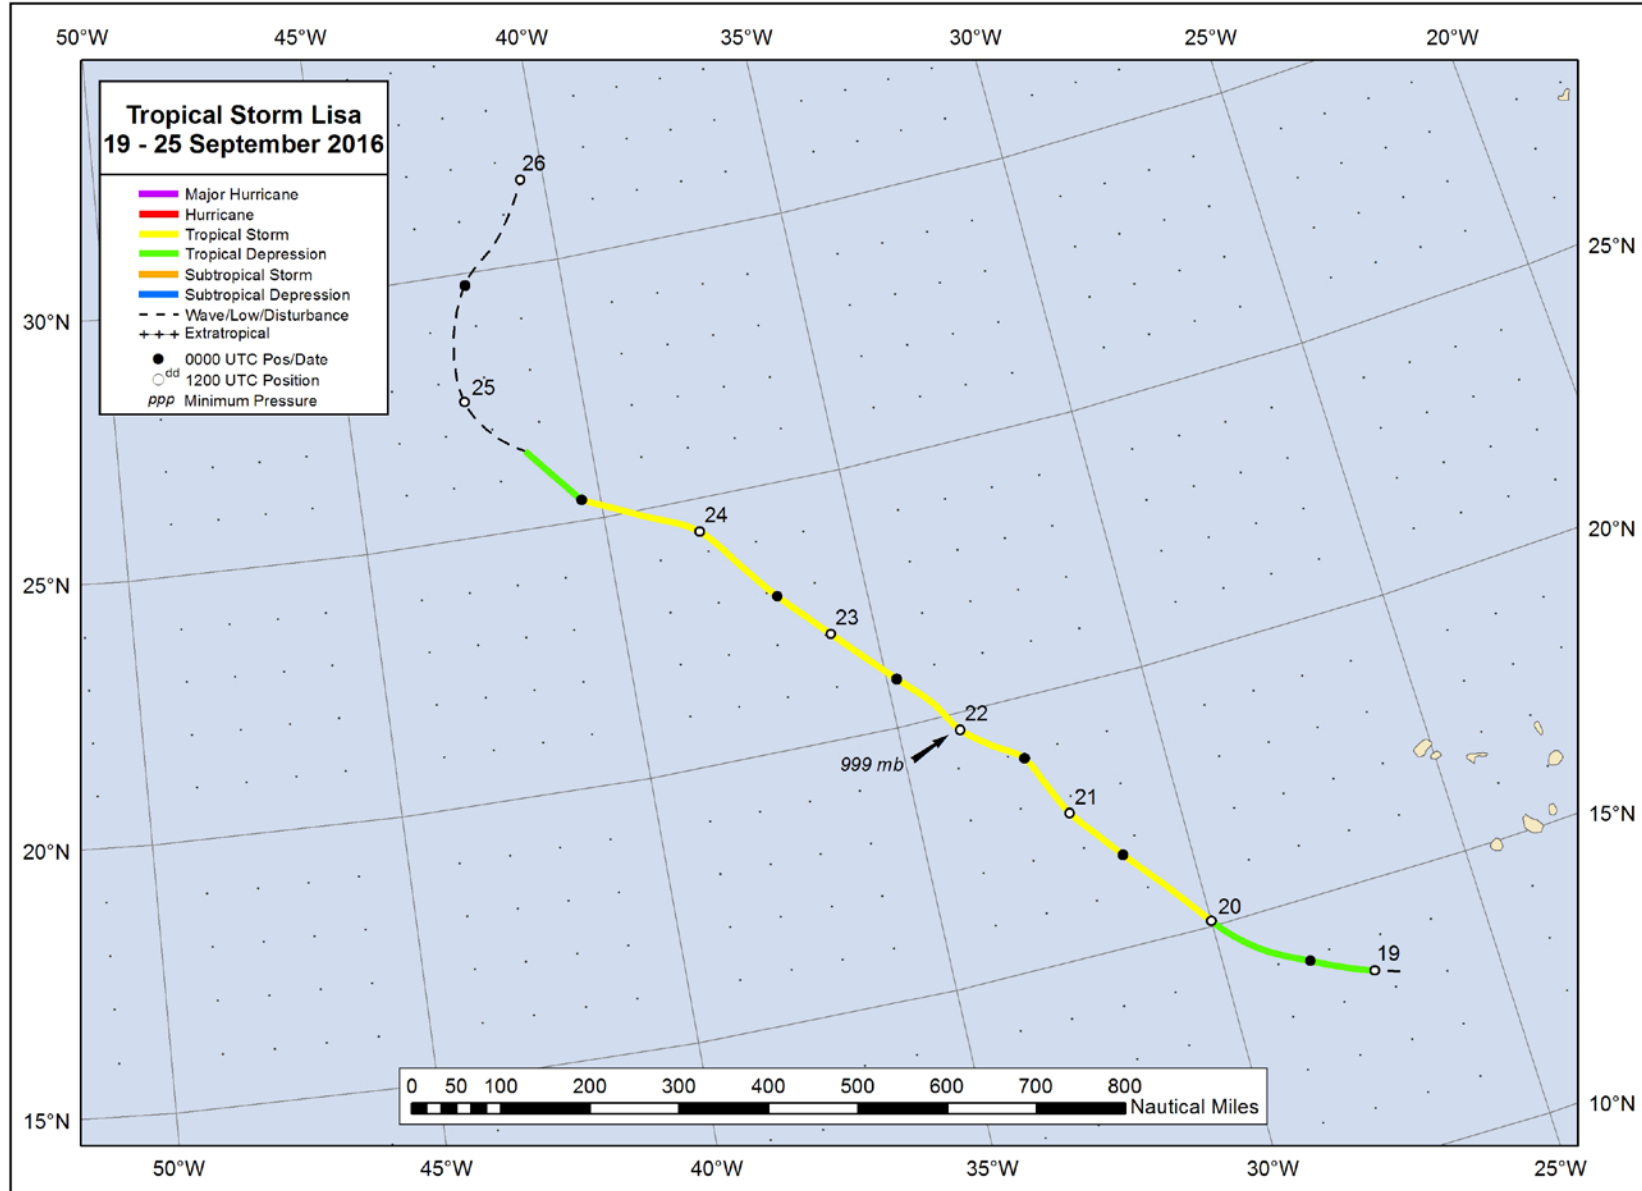 50°W 45°W 40°W 35°W 30°W 25°W 20°W
Tropical Storm Lisa
19 - 25 September 2016
Major Hurricane
Hurricane
Tropical Storm
Tropical Depression
Subtropical Storm
Subtropical Depression
Wave/Low/Disturbance
+++ Extratropical
0000 UTC Pos/Date
dd 1200 UTC Position
ppp Minimum Pressure
26
25°N
30°N
25
24
20°N
25°N
23
22
999 mb
21
15°N
20°N
20
19
0 50 100 200 300 400 500 600 700 800
Nautical Miles
10°N
15°N
50°W 45°W 40°W 35°W 30°W 25°W